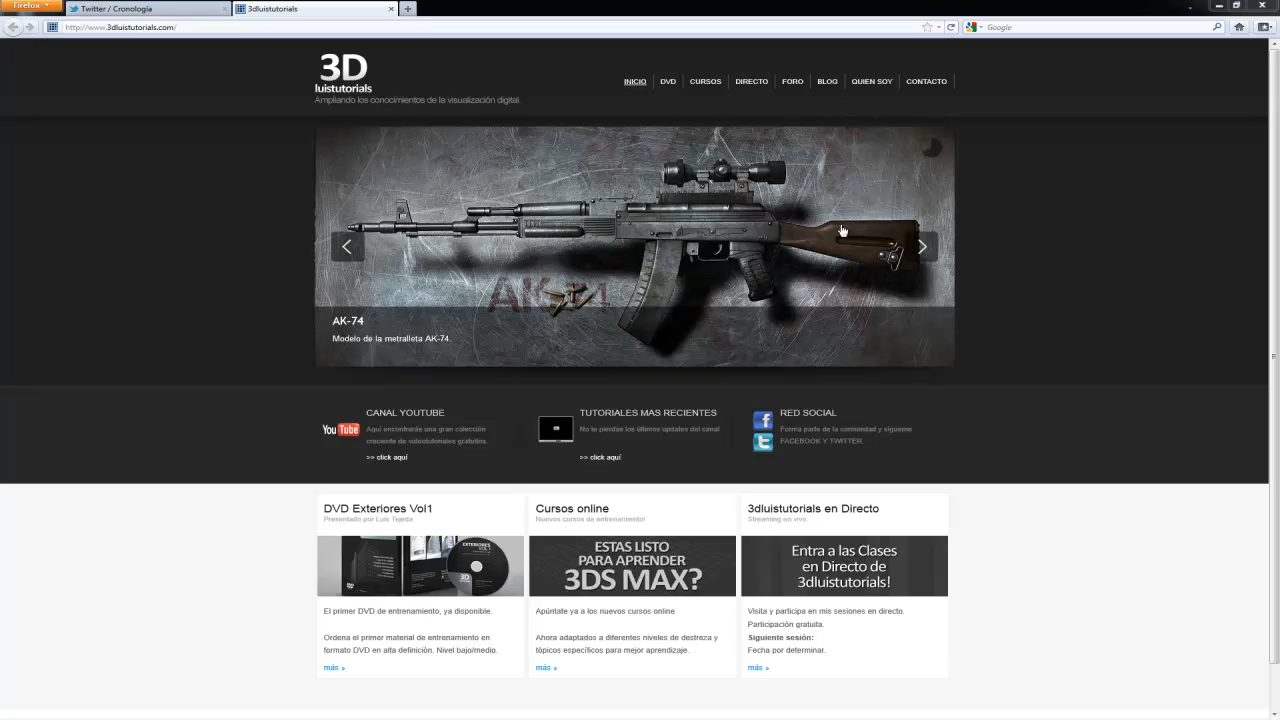 Firefox
Twitter / Cronología
3dluistutorials
http://www.3dluistutorials.com/
Google
3D
luistutorials
Ampliando los conocimientos de la visualización digital.
INICIO
DVD
CURSOS
DIRECTO
FORO
BLOG
QUIEN SOY
CONTACTO
AK-74
AK-74
Modelo de la metralleta AK-74.
CANAL YOUTUBE
You Tube
Aquí encontrarás una gran colección
creciente de videotutoriales gratuitos.
>> click aquí
TUTORIALES MAS RECIENTES
No te pierdas los últimos updates del canal
>> click aquí
RED SOCIAL
Forma parte de la comunidad y sígueme
FACEBOOK Y TWITTER.
DVD Exteriores Vol1
Presentado por Luis Tejeda
EXTERIORES
VOL 1
3D
DVD
El primer DVD de entrenamiento, ya disponible.
Ordena el primer material de entrenamiento en
formato DVD en alta definición. Nivel bajo/medio.
más »
Cursos online
Nuevos cursos de entrenamiento!
ESTAS LISTO
PARA APRENDER
3DS MAX?
Apúntate ya a los nuevos cursos online.
Ahora adaptados a diferentes niveles de destreza y
tópicos específicos para mejor aprendizaje.
más »
3dluistutorials en Directo
Streaming en vivo.
Entra a las Clases
en Directo de
3dluistutorials!
Visita y participa en mis sesiones en directo.
Participación gratuita.
Siguiente sesión:
Fecha por determinar.
más »